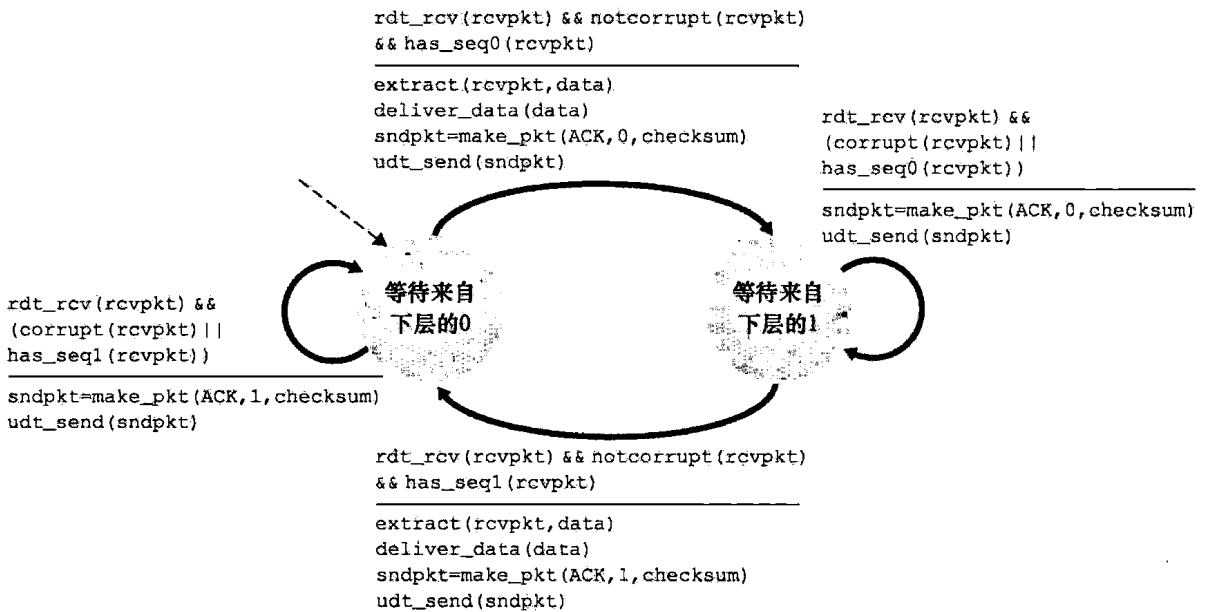 rdt_rcv(rcvpkt) && notcorrupt(rcvpkt)
&& has_seq0(rcvpkt)
extract(rcvpkt,data)
deliver_data(data)
sndpkt=make_pkt(ACK,0,checksum)
udt_send(sndpkt)
rdt_rcv(rcvpkt) &&
(corrupt(rcvpkt)||
has_seq0(rcvpkt))
sndpkt=make_pkt(ACK,0,checksum)
udt_send(sndpkt)
等待来自
下层的0
等待来自
下层的1
rdt_rcv(rcvpkt) &&
(corrupt(rcvpkt)||
has_seq1(rcvpkt))
sndpkt=make_pkt(ACK,1,checksum)
udt_send(sndpkt)
rdt_rcv(rcvpkt) && notcorrupt(rcvpkt)
&& has_seq1(rcvpkt)
extract(rcvpkt,data)
deliver_data(data)
sndpkt=make_pkt(ACK,1,checksum)
udt_send(sndpkt)